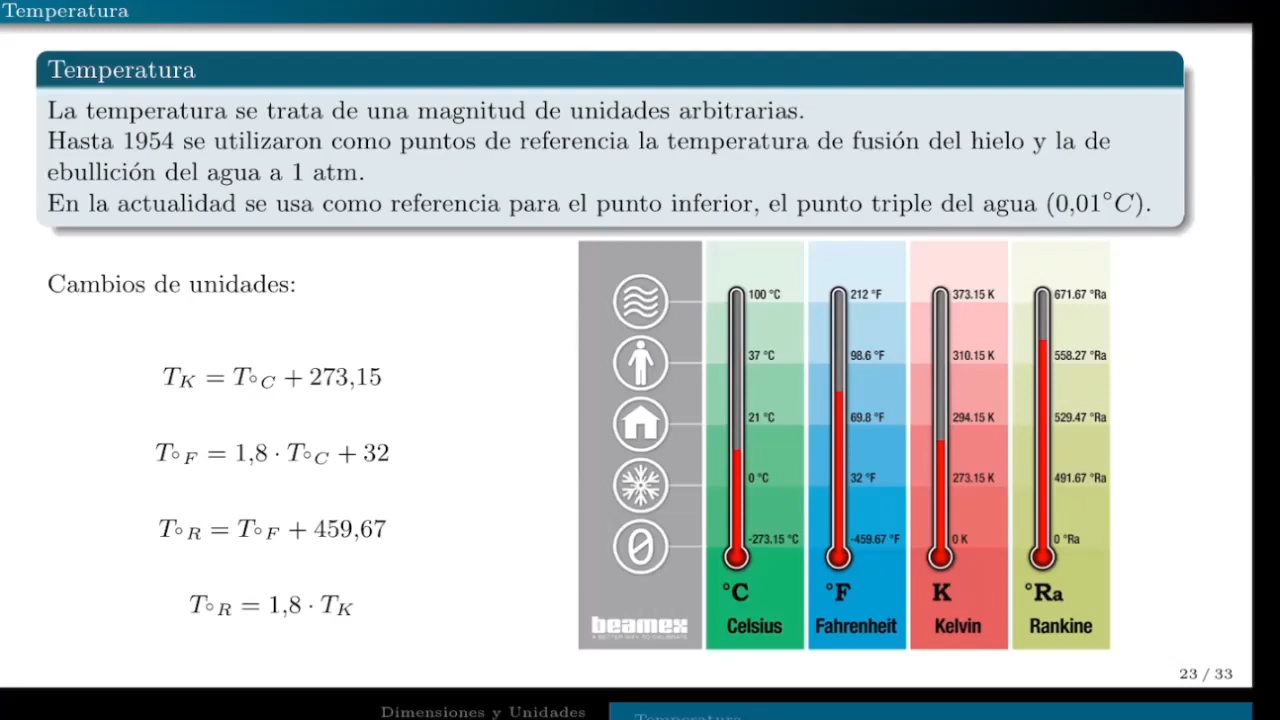 Temperatura
Temperatura
La temperatura se trata de una magnitud de unidades arbitrarias.
Hasta 1954 se utilizaron como puntos de referencia la temperatura de fusión del hielo y la de
ebullición del agua a 1 atm.
En la actualidad se usa como referencia para el punto inferior, el punto triple del agua (0,01°C).
Cambios de unidades:
T_K = T_{°C} + 273,15
T_{°F} = 1,8 · T_{°C} + 32
T_{°R} = T_{°F} + 459,67
T_{°R} = 1,8 · T_K
100 °C 212 °F 373.15 K 671.67 °Ra
37 °C 98.6 °F 310.15 K 558.27 °Ra
21 °C 69.8 °F 294.15 K 529.47 °Ra
0 °C 32 °F 273.15 K 491.67 °Ra
0 -273.15 °C -459.67 °F 0 K 0 °Ra
°C °F K °Ra
beamex Celsius Fahrenheit Kelvin Rankine
A BETTER WAY TO CALIBRATE
23 / 33
Dimensiones y Unidades Temperatura